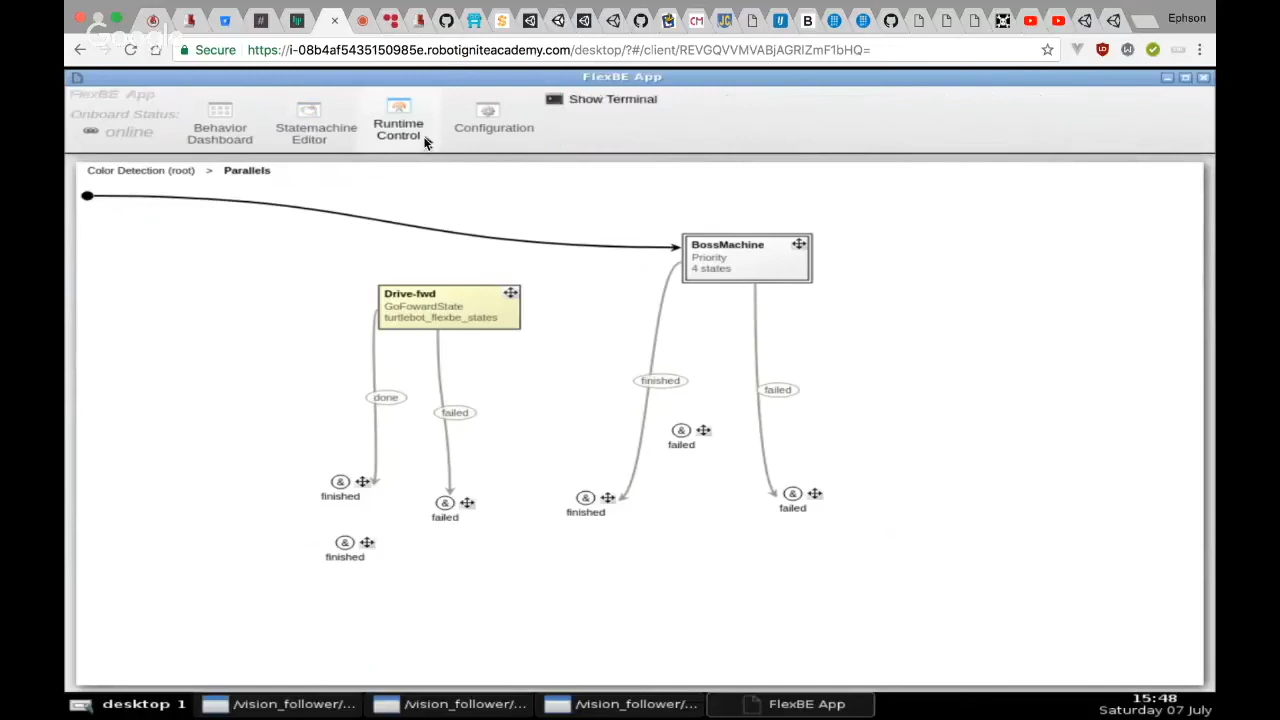 Ephson
Google
Secure
https://i-08b4af5435150985e.robotigniteacademy.com/desktop/?#/client/REVGQVVMVABjAGRIZmF1bHQ=
FlexBE App
FlexBE App
Onboard Status:
online
Behavior
Dashboard
Statemachine
Editor
Runtime
Control
Configuration
Show Terminal
Color Detection (root) > Parallels
BossMachine
Priority
4 states
Drive-fwd
GoFowardState
turtlebot_flexbe_states
finished
failed
done
failed
& failed
& finished
& failed
& finished
& failed
& finished
desktop 1
/vision_follower/...
/vision_follower/...
/vision_follower/...
FlexBE App
15:48
Saturday 07 July